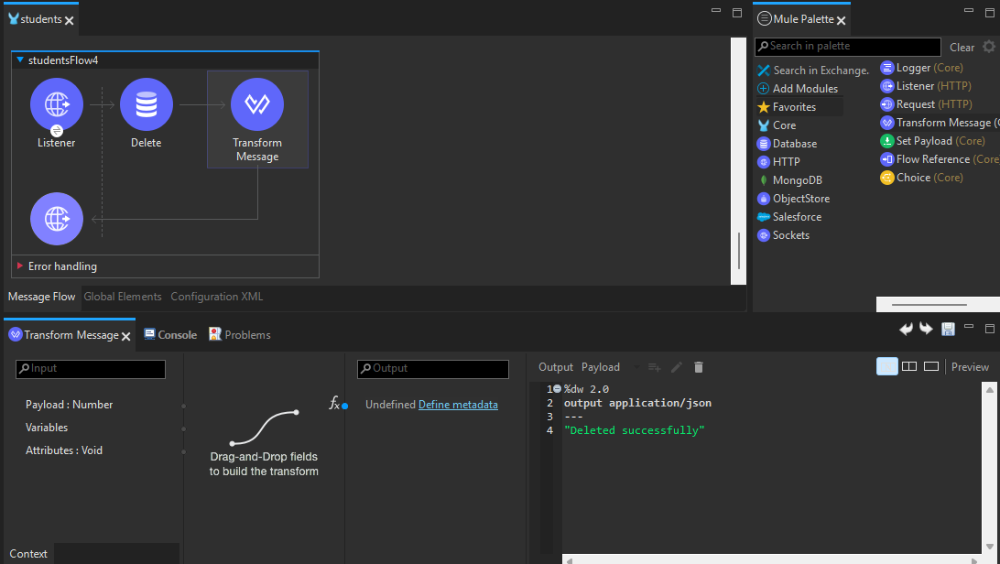 students
Mule Palette
studentsFlow4
Listener
Delete
Transform
Message
Error handling
Message Flow
Global Elements
Configuration XML
Search in palette
Clear
Search in Exchange.
Add Modules
Favorites
Core
Database
HTTP
MongoDB
ObjectStore
Salesforce
Sockets
Logger (Core)
Listener (HTTP)
Request (HTTP)
Transform Message (C
Set Payload (Core)
Flow Reference (Core
Choice (Core)
Transform Message
Console
Problems
Input
Payload : Number
Variables
Attributes : Void
Drag-and-Drop fields
to build the transform
fx
Output
Undefined Define metadata
Output Payload
Preview
1 %dw 2.0
2 output application/json
3 ---
4 "Deleted successfully"
Context